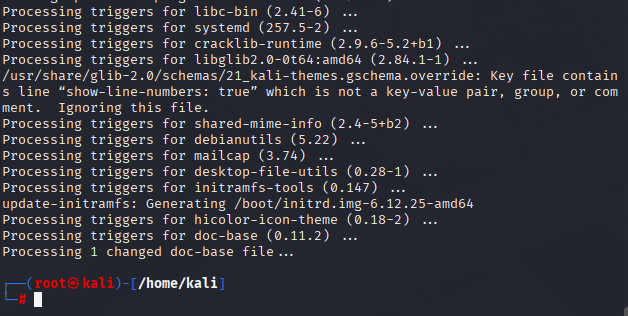 Processing triggers for libc-bin (2.41-6) ...
Processing triggers for systemd (257.5-2) ...
Processing triggers for cracklib-runtime (2.9.6-5.2+b1) ...
Processing triggers for libglib2.0-0t64:amd64 (2.84.1-1) ...
/usr/share/glib-2.0/schemas/21_kali-themes.gschema.override: Key file contain
s line “show-line-numbers: true” which is not a key-value pair, group, or com
ment.  Ignoring this file.
Processing triggers for shared-mime-info (2.4-5+b2) ...
Processing triggers for debianutils (5.22) ...
Processing triggers for mailcap (3.74) ...
Processing triggers for desktop-file-utils (0.28-1) ...
Processing triggers for initramfs-tools (0.147) ...
update-initramfs: Generating /boot/initrd.img-6.12.25-amd64
Processing triggers for hicolor-icon-theme (0.18-2) ...
Processing triggers for doc-base (0.11.2) ...
Processing 1 changed doc-base file...
┌──(root㉿kali)-[/home/kali]
└─#